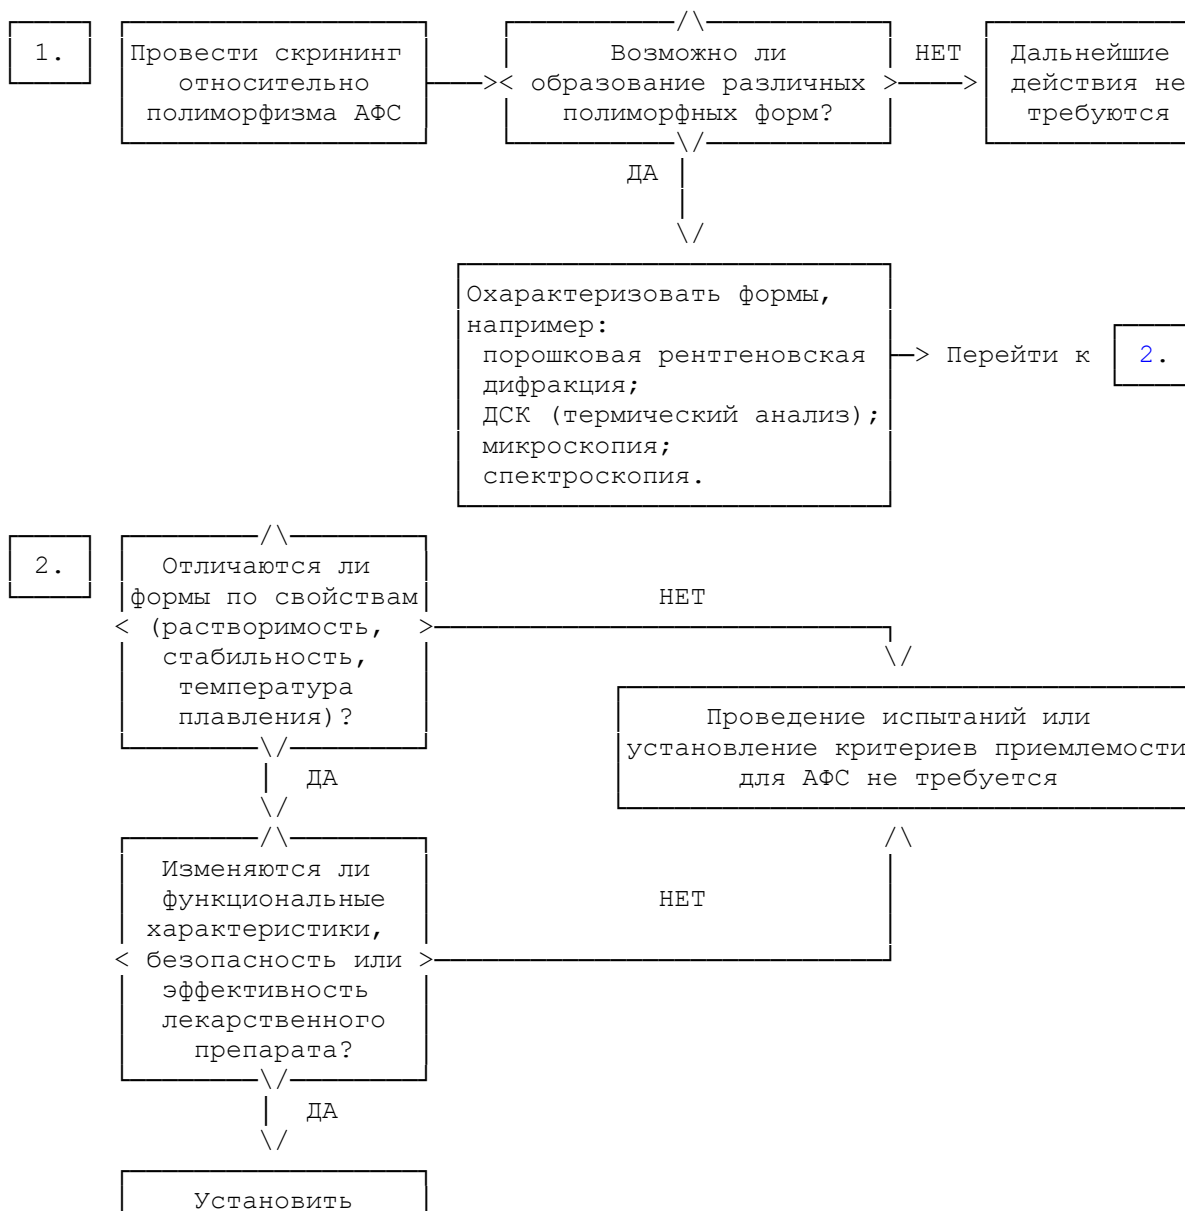 1.
Провести скрининг
относительно
полиморфизма АФС
Возможно ли
образование различных
полиморфных форм?
НЕТ
Дальнейшие
действия не
требуются
ДА
Охарактеризовать формы,
например:
порошковая рентгеновская
дифракция;
ДСК (термический анализ);
микроскопия;
спектроскопия.
Перейти к
2.
2.
Отличаются ли
формы по свойствам
(растворимость,
стабильность,
температура
плавления)?
НЕТ
Проведение испытаний или
установление критериев приемлемости
для АФС не требуется
ДА
Изменяются ли
функциональные
характеристики,
безопасность или
эффективность
лекарственного
препарата?
НЕТ
ДА
Установить